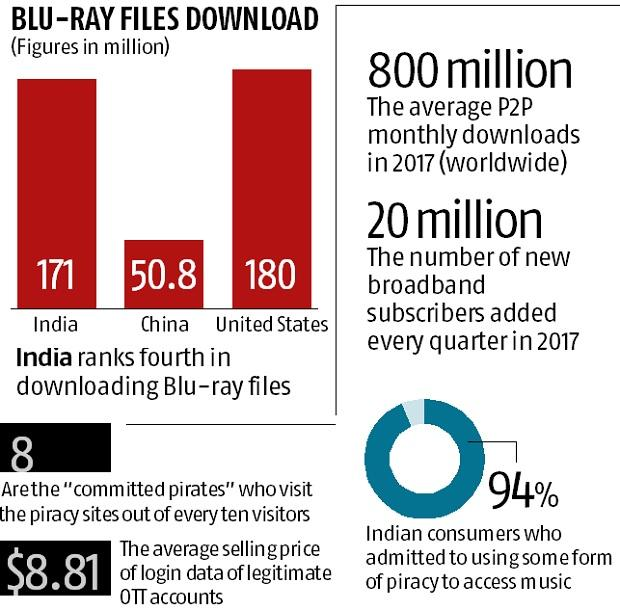 BLU-RAY FILES DOWNLOAD
(Figures in million)
171
50.8
180
India
China
United States
India ranks fourth in
downloading Blu-ray files
800 million
The average P2P
monthly downloads
in 2017 (worldwide)
20 million
The number of new
broadband
subscribers added
every quarter in 2017
8
Are the "committed pirates" who visit
the piracy sites out of every ten visitors
$8.81
The average selling price
of login data of legitimate
OTT accounts
94%
Indian consumers who
admitted to using some form
of piracy to access music